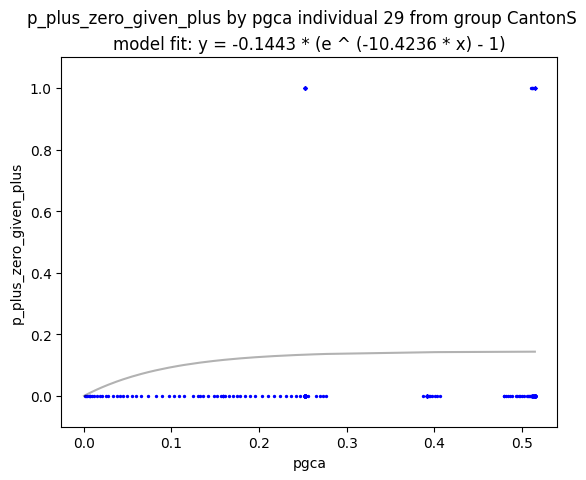 p_plus_zero_given_plus by pgca individual 29 from group CantonS
model fit: y = -0.1443 * (e ^ (-10.4236 * x) - 1)
1.0
0.8
0.6
0.4
0.2
0.0
p_plus_zero_given_plus
0.0 0.1 0.2 0.3 0.4 0.5
pgca